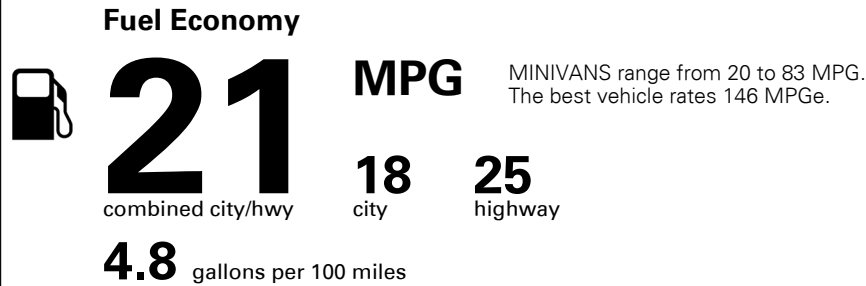 Fuel Economy
21 MPG
MINIVANS range from 20 to 83 MPG.
The best vehicle rates 146 MPGe.
combined city/hwy
18 city
25 highway
4.8 gallons per 100 miles